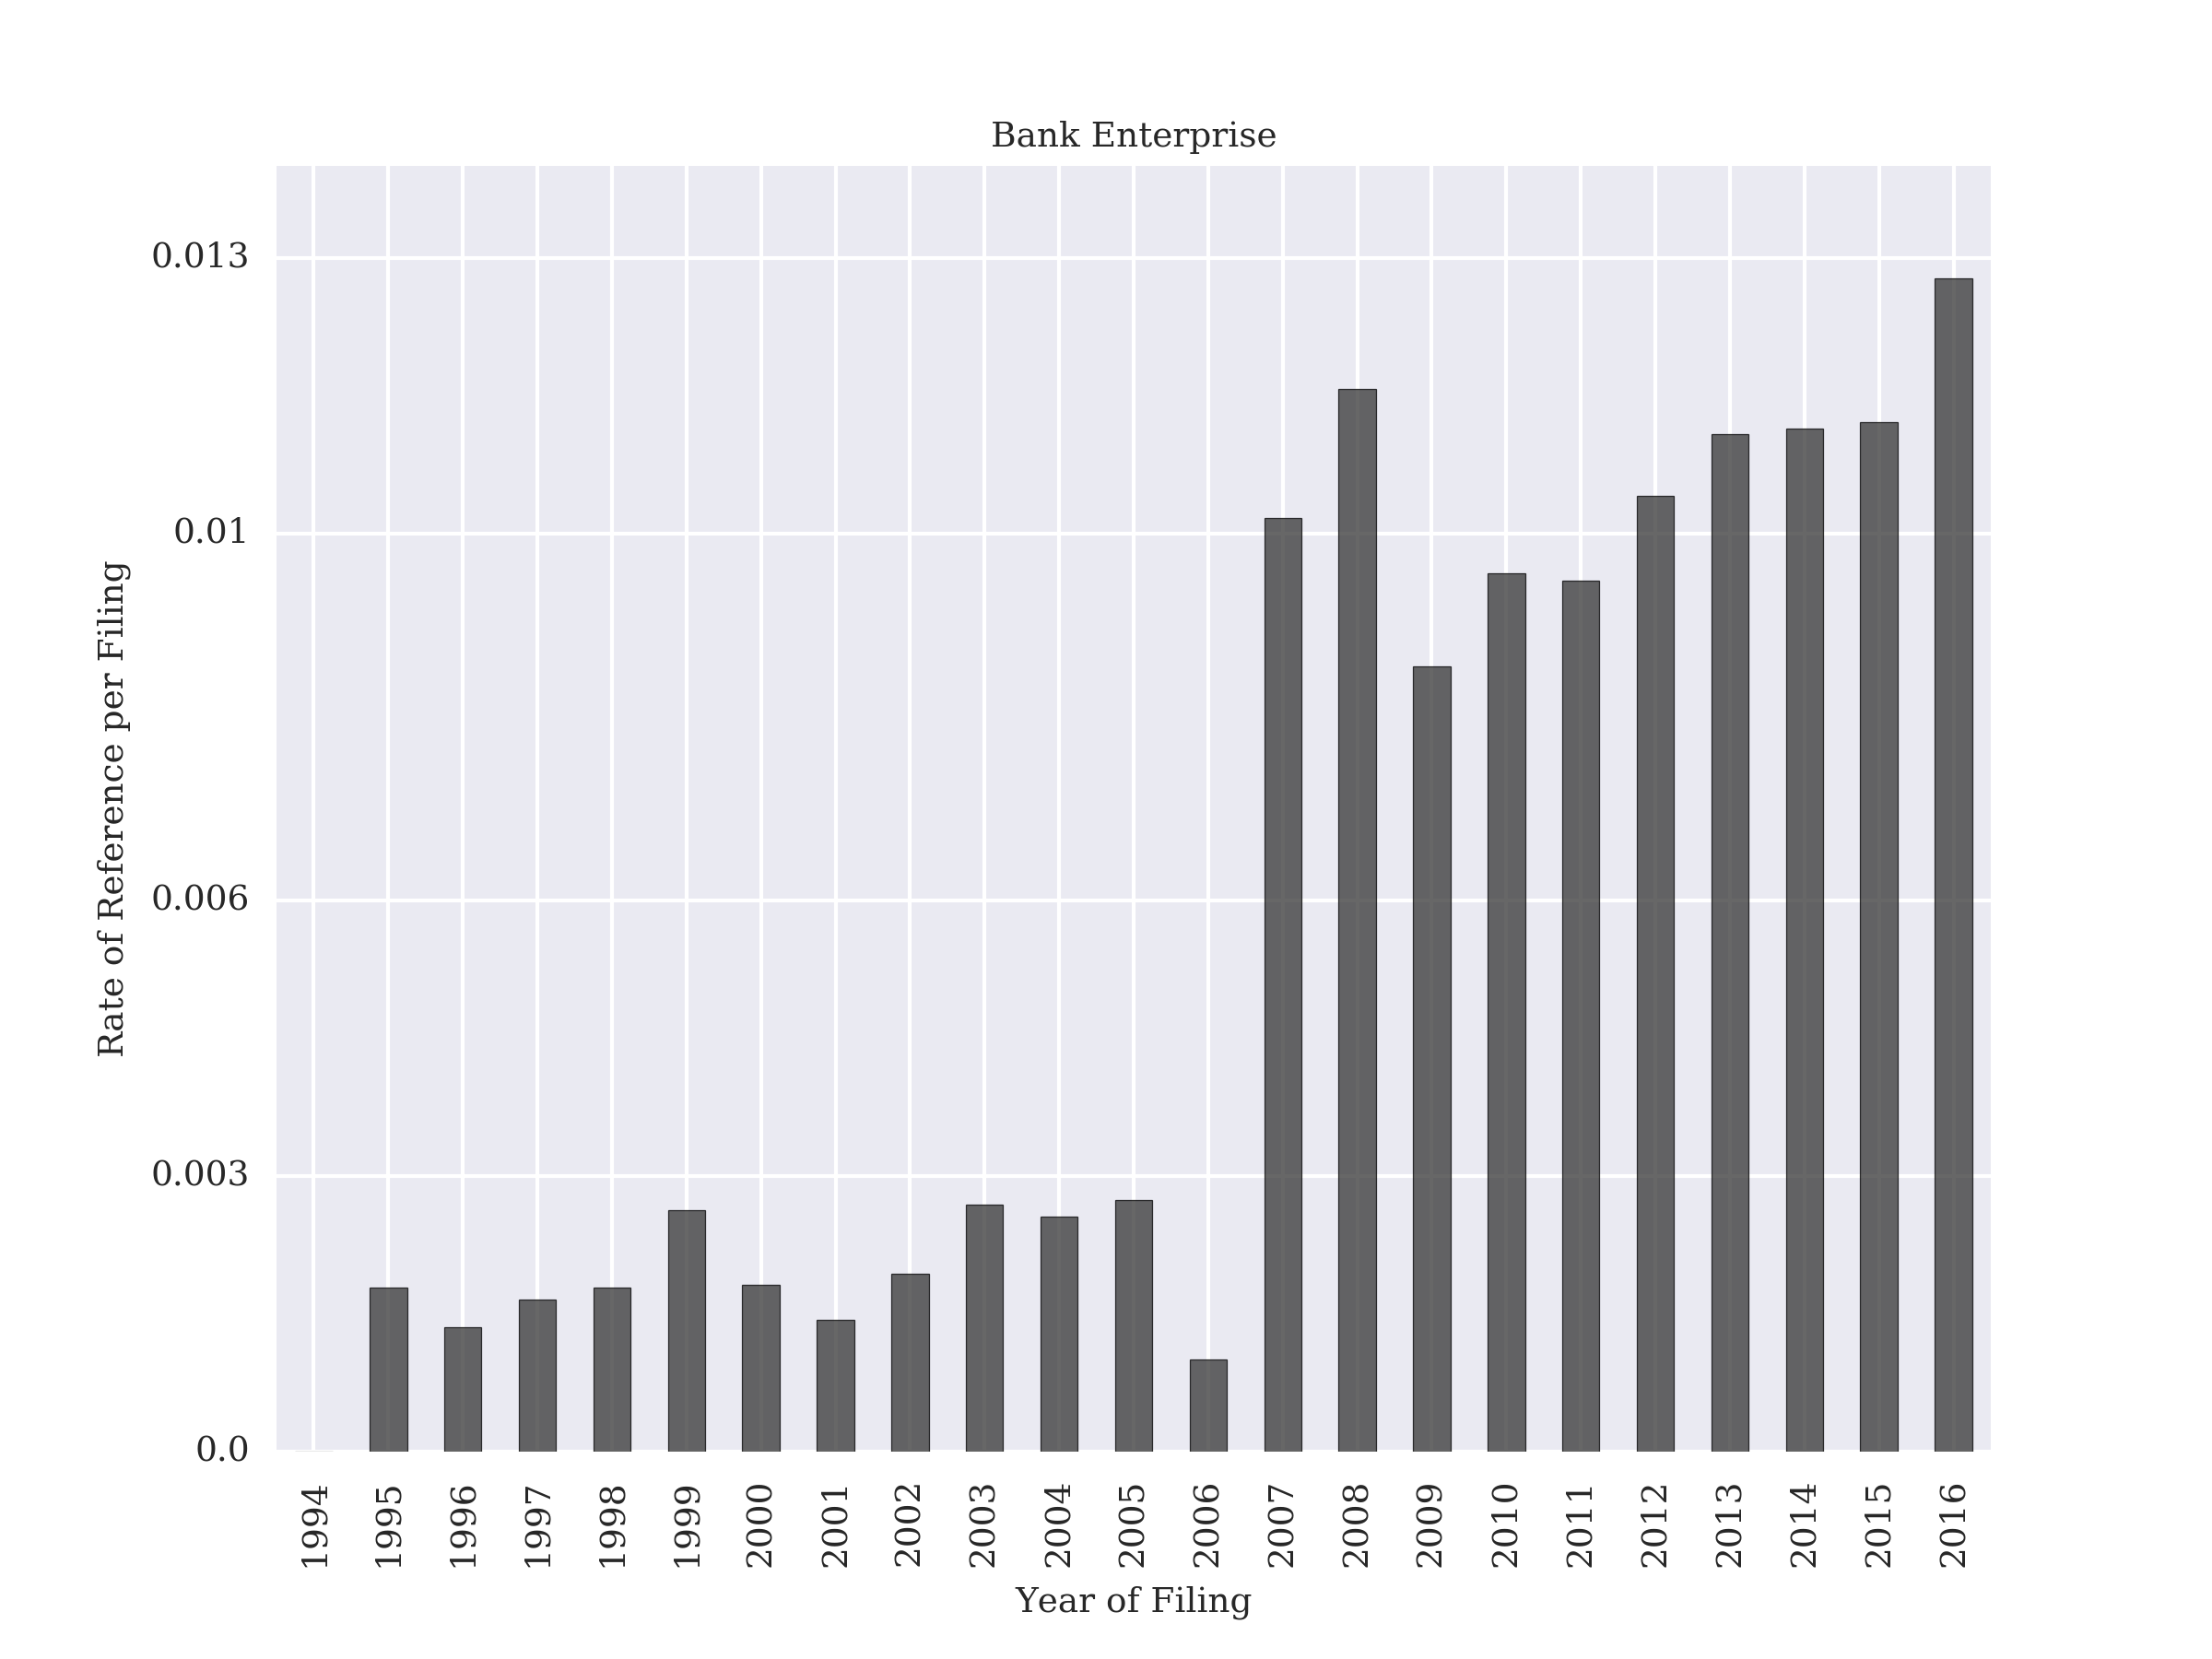 Bank Enterprise
0.013
0.01
0.006
0.003
0.0
Rate of Reference per Filing
1994 1995 1996 1997 1998 1999 2000 2001 2002 2003 2004 2005 2006 2007 2008 2009 2010 2011 2012 2013 2014 2015 2016
Year of Filing